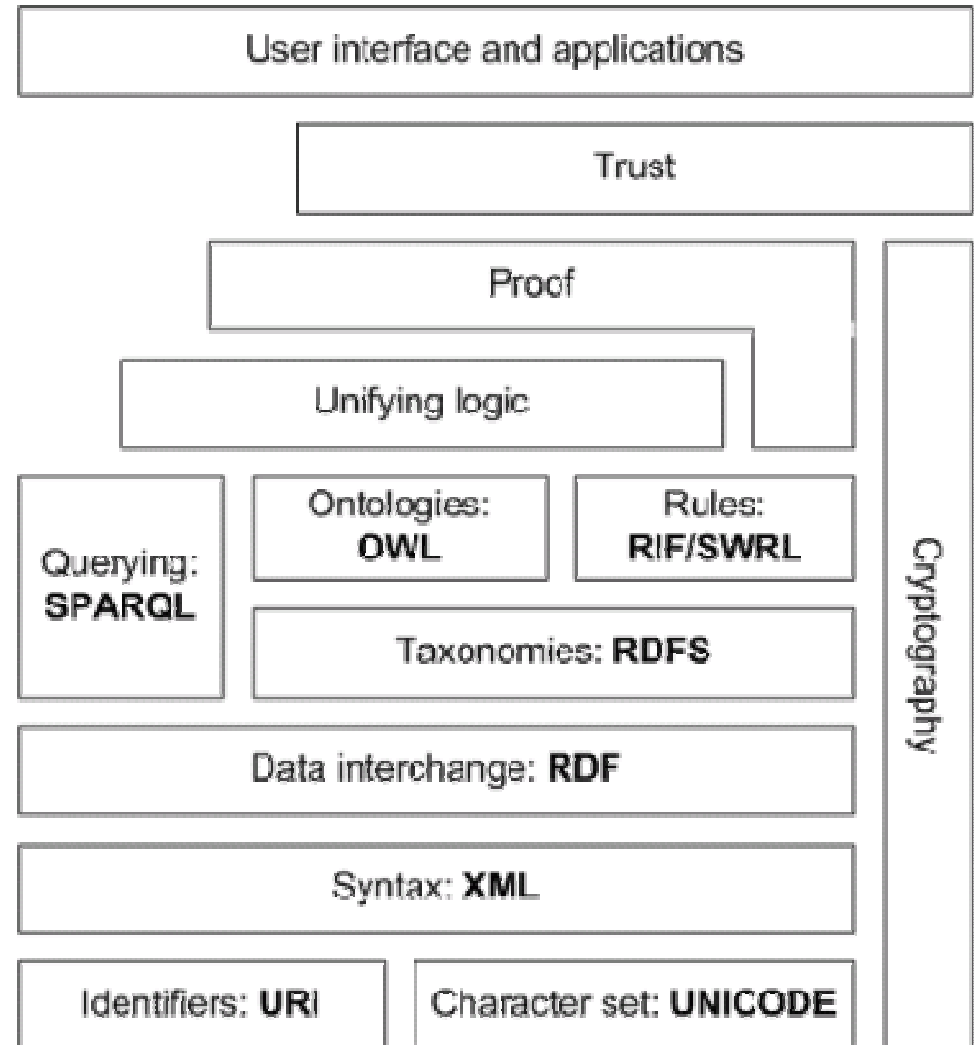 User interface and applications
Trust
Proof
Unifying logic
Ontologies:
OWL
Rules:
RIF/SWRL
Querying:
SPARQL
Taxonomies: RDFS
Cryptography
Data interchange: RDF
Syntax: XML
Identifiers: URI
Character set: UNICODE